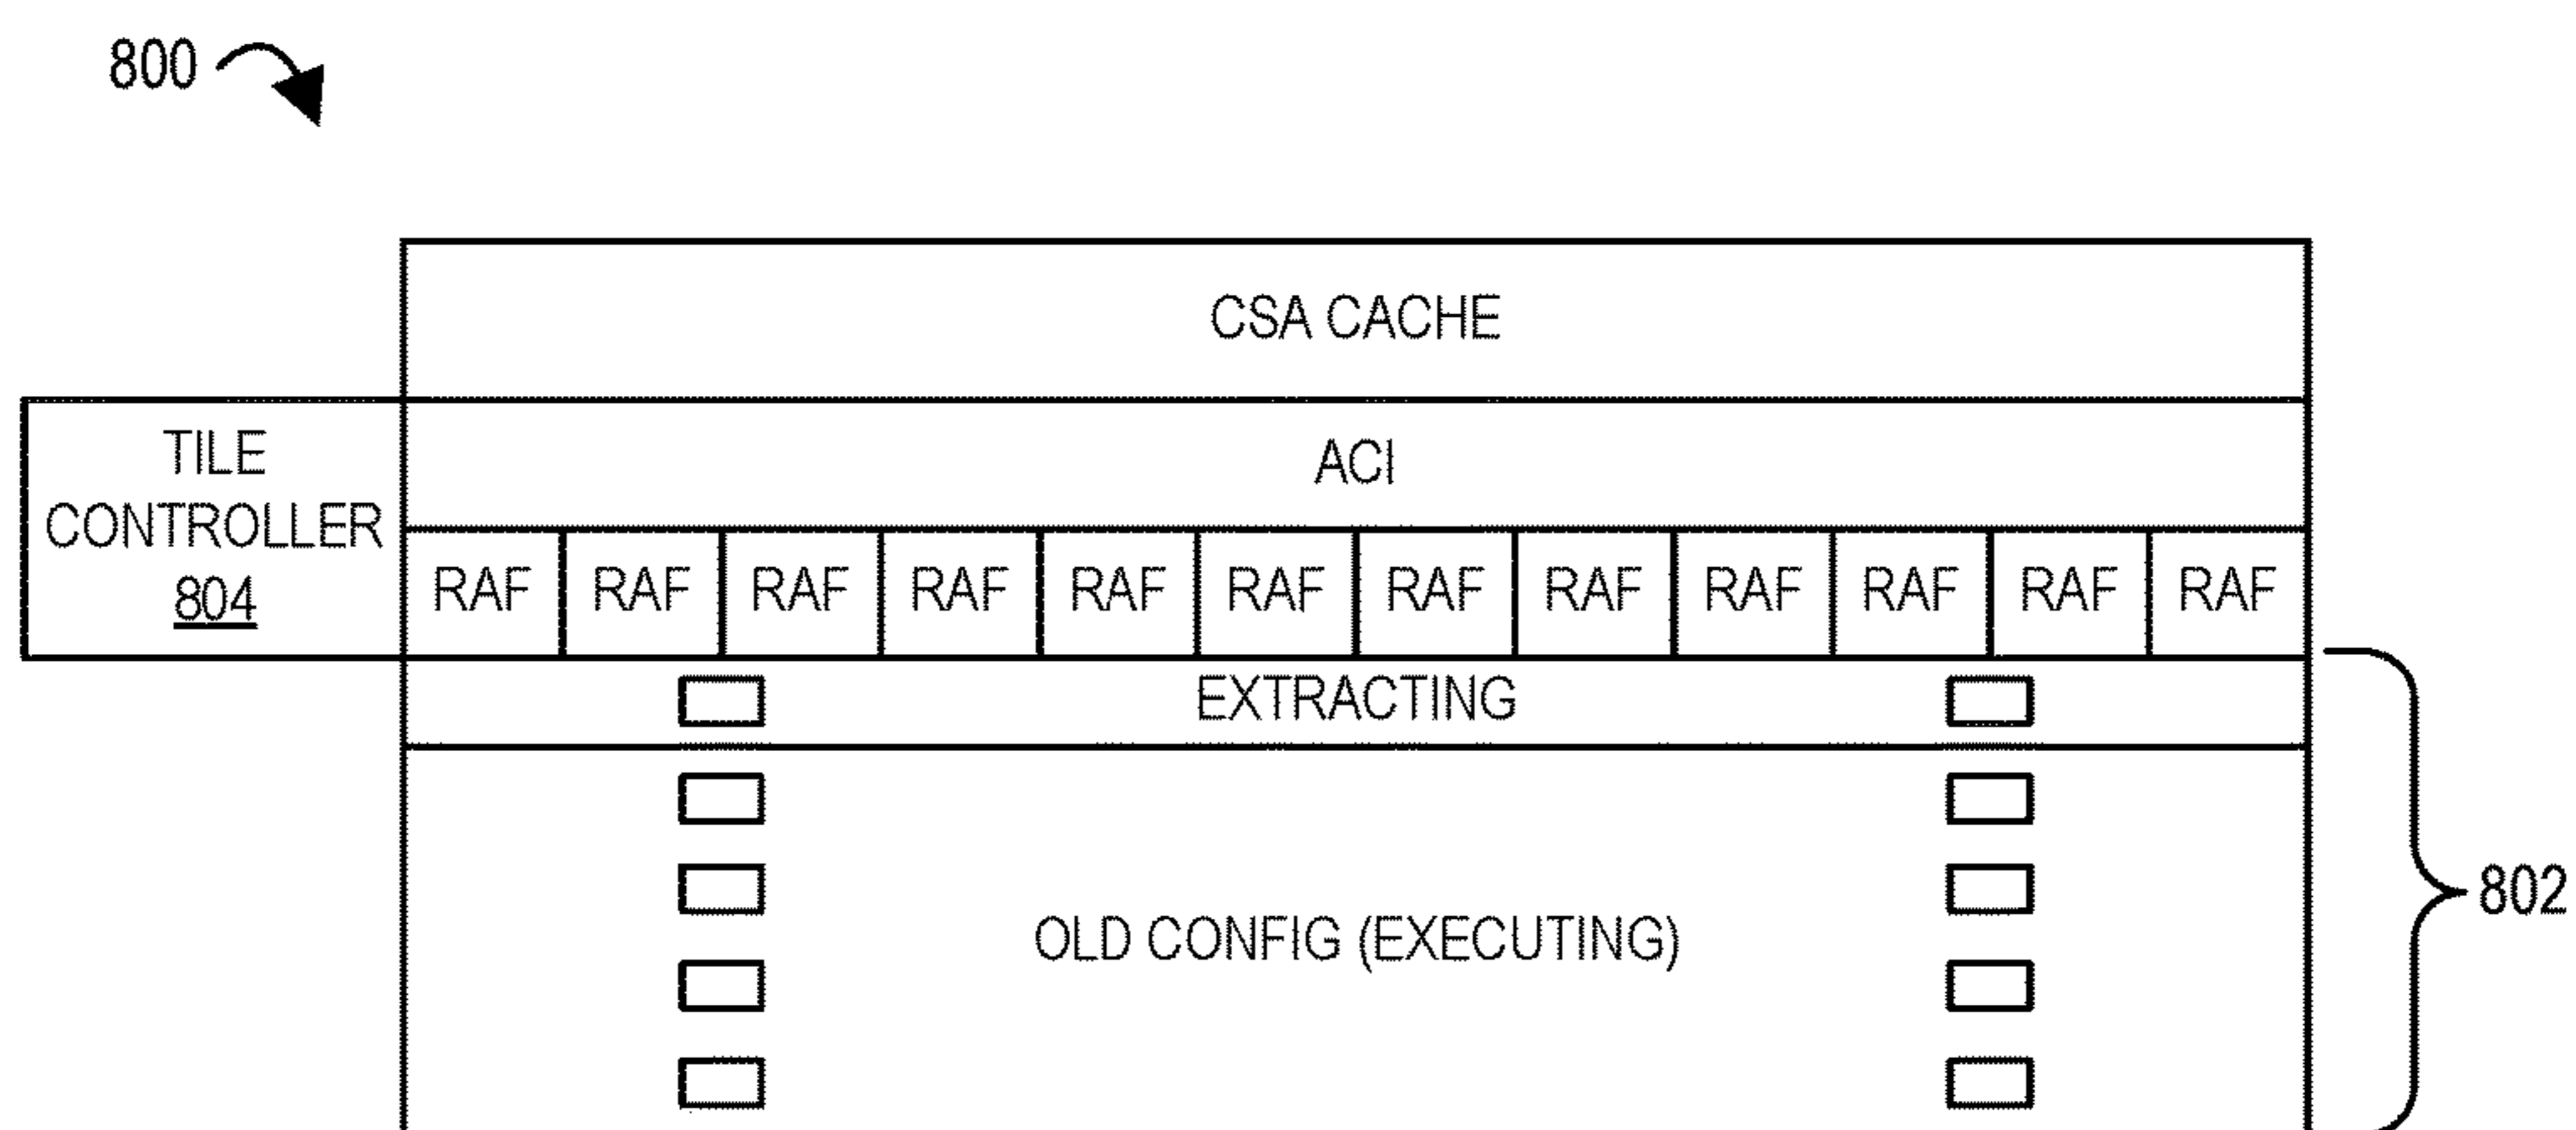 800
CSA CACHE
TILE
CONTROLLER
804
ACI
RAF RAF RAF RAF RAF RAF RAF RAF RAF RAF RAF RAF
EXTRACTING
OLD CONFIG (EXECUTING)
802